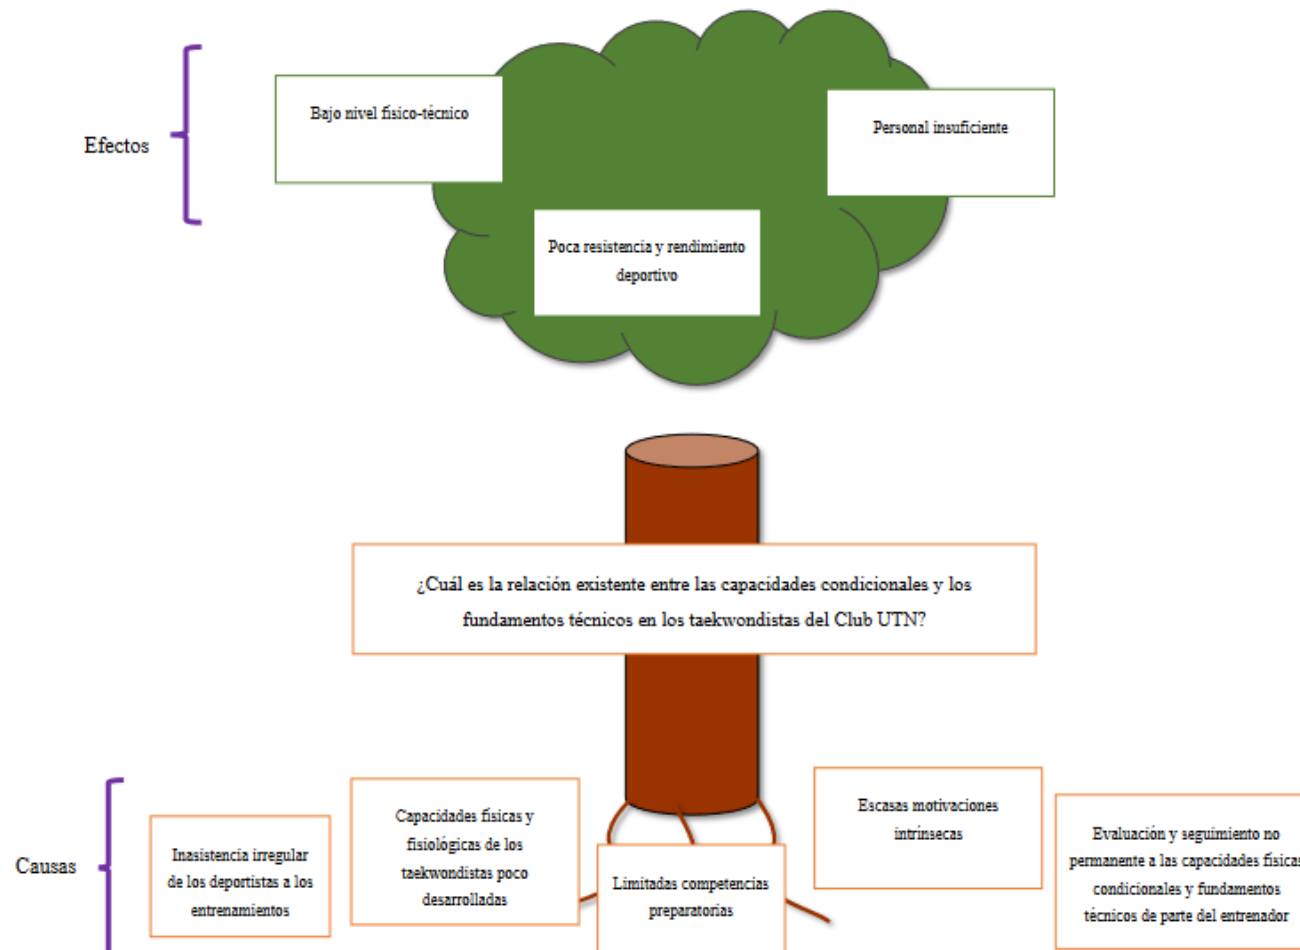 Efectos
Bajo nivel físico-técnico
Personal insuficiente
Poca resistencia y rendimiento
deportivo
¿Cuál es la relación existente entre las capacidades condicionales y los
fundamentos técnicos en los taekwondistas del Club UTN?
Causas
Inasistencia irregular
de los deportistas a los
entrenamientos
Capacidades físicas y
fisiológicas de los
taekwondistas poco
desarrolladas
Limitadas competencias
preparatorias
Escasas motivaciones
intrínsecas
Evaluación y seguimiento no
permanente a las capacidades físicas
condicionales y fundamentos
técnicos de parte del entrenador